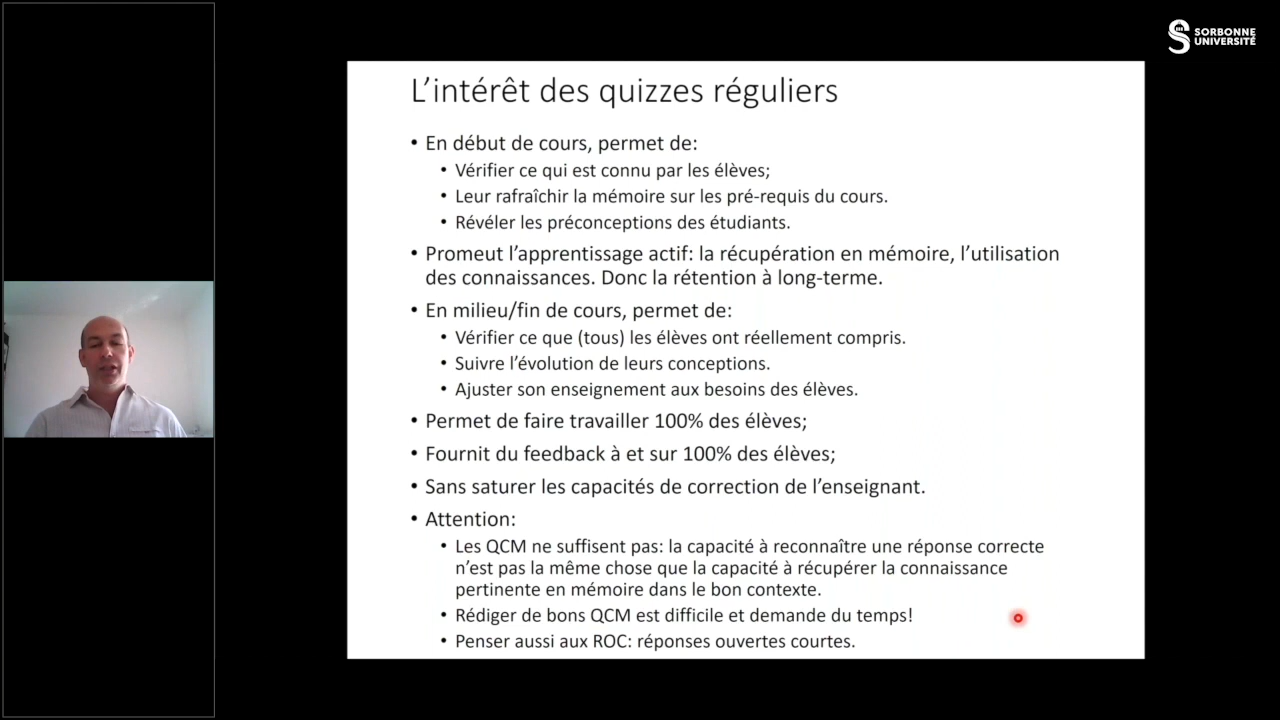 SORBONNE
UNIVERSITÉ
L'intérêt des quizzes réguliers
• En début de cours, permet de:
• Vérifier ce qui est connu par les élèves;
• Leur rafraîchir la mémoire sur les pré-requis du cours.
• Révéler les préconceptions des étudiants.
• Promeut l'apprentissage actif: la récupération en mémoire, l'utilisation
des connaissances. Donc la rétention à long-terme.
• En milieu/fin de cours, permet de:
• Vérifier ce que (tous) les élèves ont réellement compris.
• Suivre l'évolution de leurs conceptions.
• Ajuster son enseignement aux besoins des élèves.
• Permet de faire travailler 100% des élèves;
• Fournit du feedback à et sur 100% des élèves;
• Sans saturer les capacités de correction de l'enseignant.
• Attention:
• Les QCM ne suffisent pas: la capacité à reconnaître une réponse correcte
n'est pas la même chose que la capacité à récupérer la connaissance
pertinente en mémoire dans le bon contexte.
• Rédiger de bons QCM est difficile et demande du temps!
• Penser aussi aux ROC: réponses ouvertes courtes.